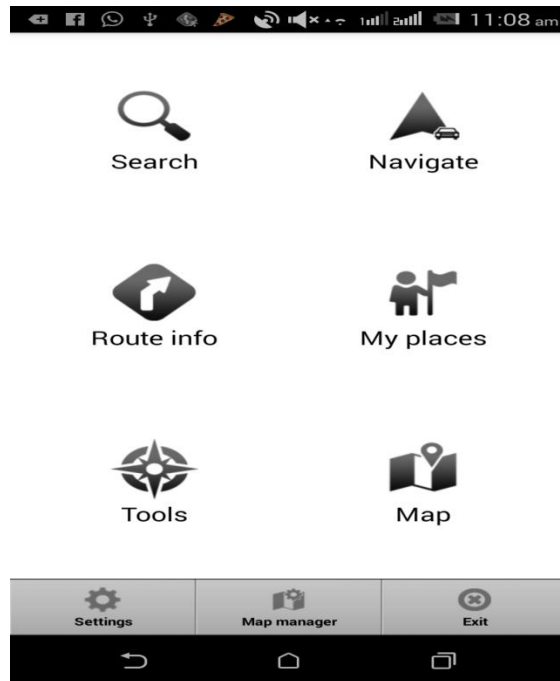 11:08 am
Search
Navigate
Route info
My places
Tools
Map
Settings
Map manager
Exit